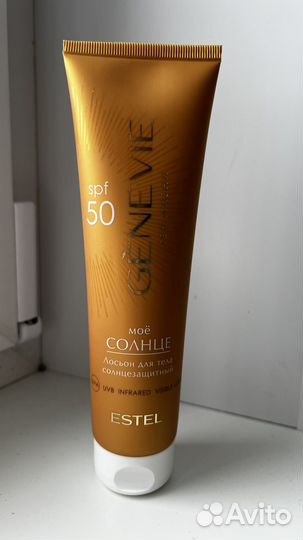 spf
50
GENEVIE
моё
СОЛНЦЕ
Лосьон для тела
солнцезащитный
UVB INFRARED VISIBLE
ESTEL
Avito